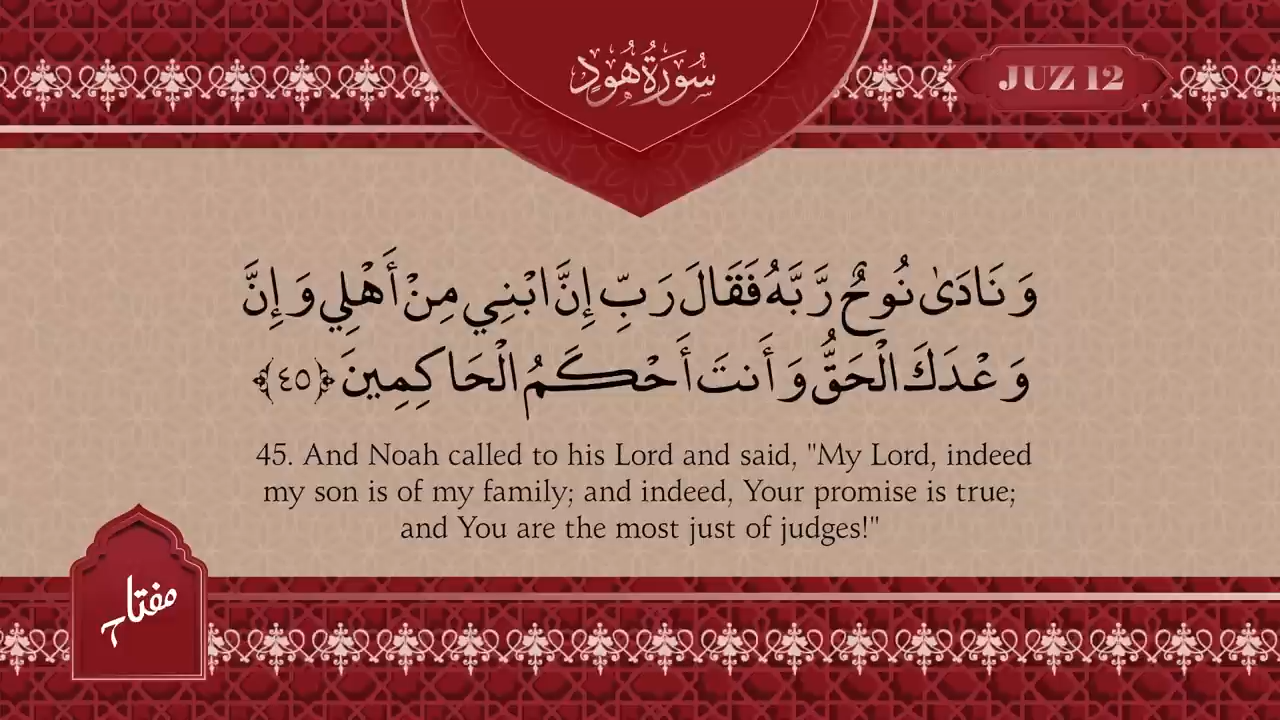 سُورَةُ هُودٍ
JUZ 12
وَنَادَىٰ نُوحٌ رَّبَّهُ فَقَالَ رَبِّ إِنَّ ابْنِي مِنْ أَهْلِي وَإِنَّ
وَعْدَكَ الْحَقُّ وَأَنتَ أَحْكَمُ الْحَاكِمِينَ ﴿٤٥﴾
45. And Noah called to his Lord and said, "My Lord, indeed
my son is of my family; and indeed, Your promise is true;
and You are the most just of judges!"
مفتاح